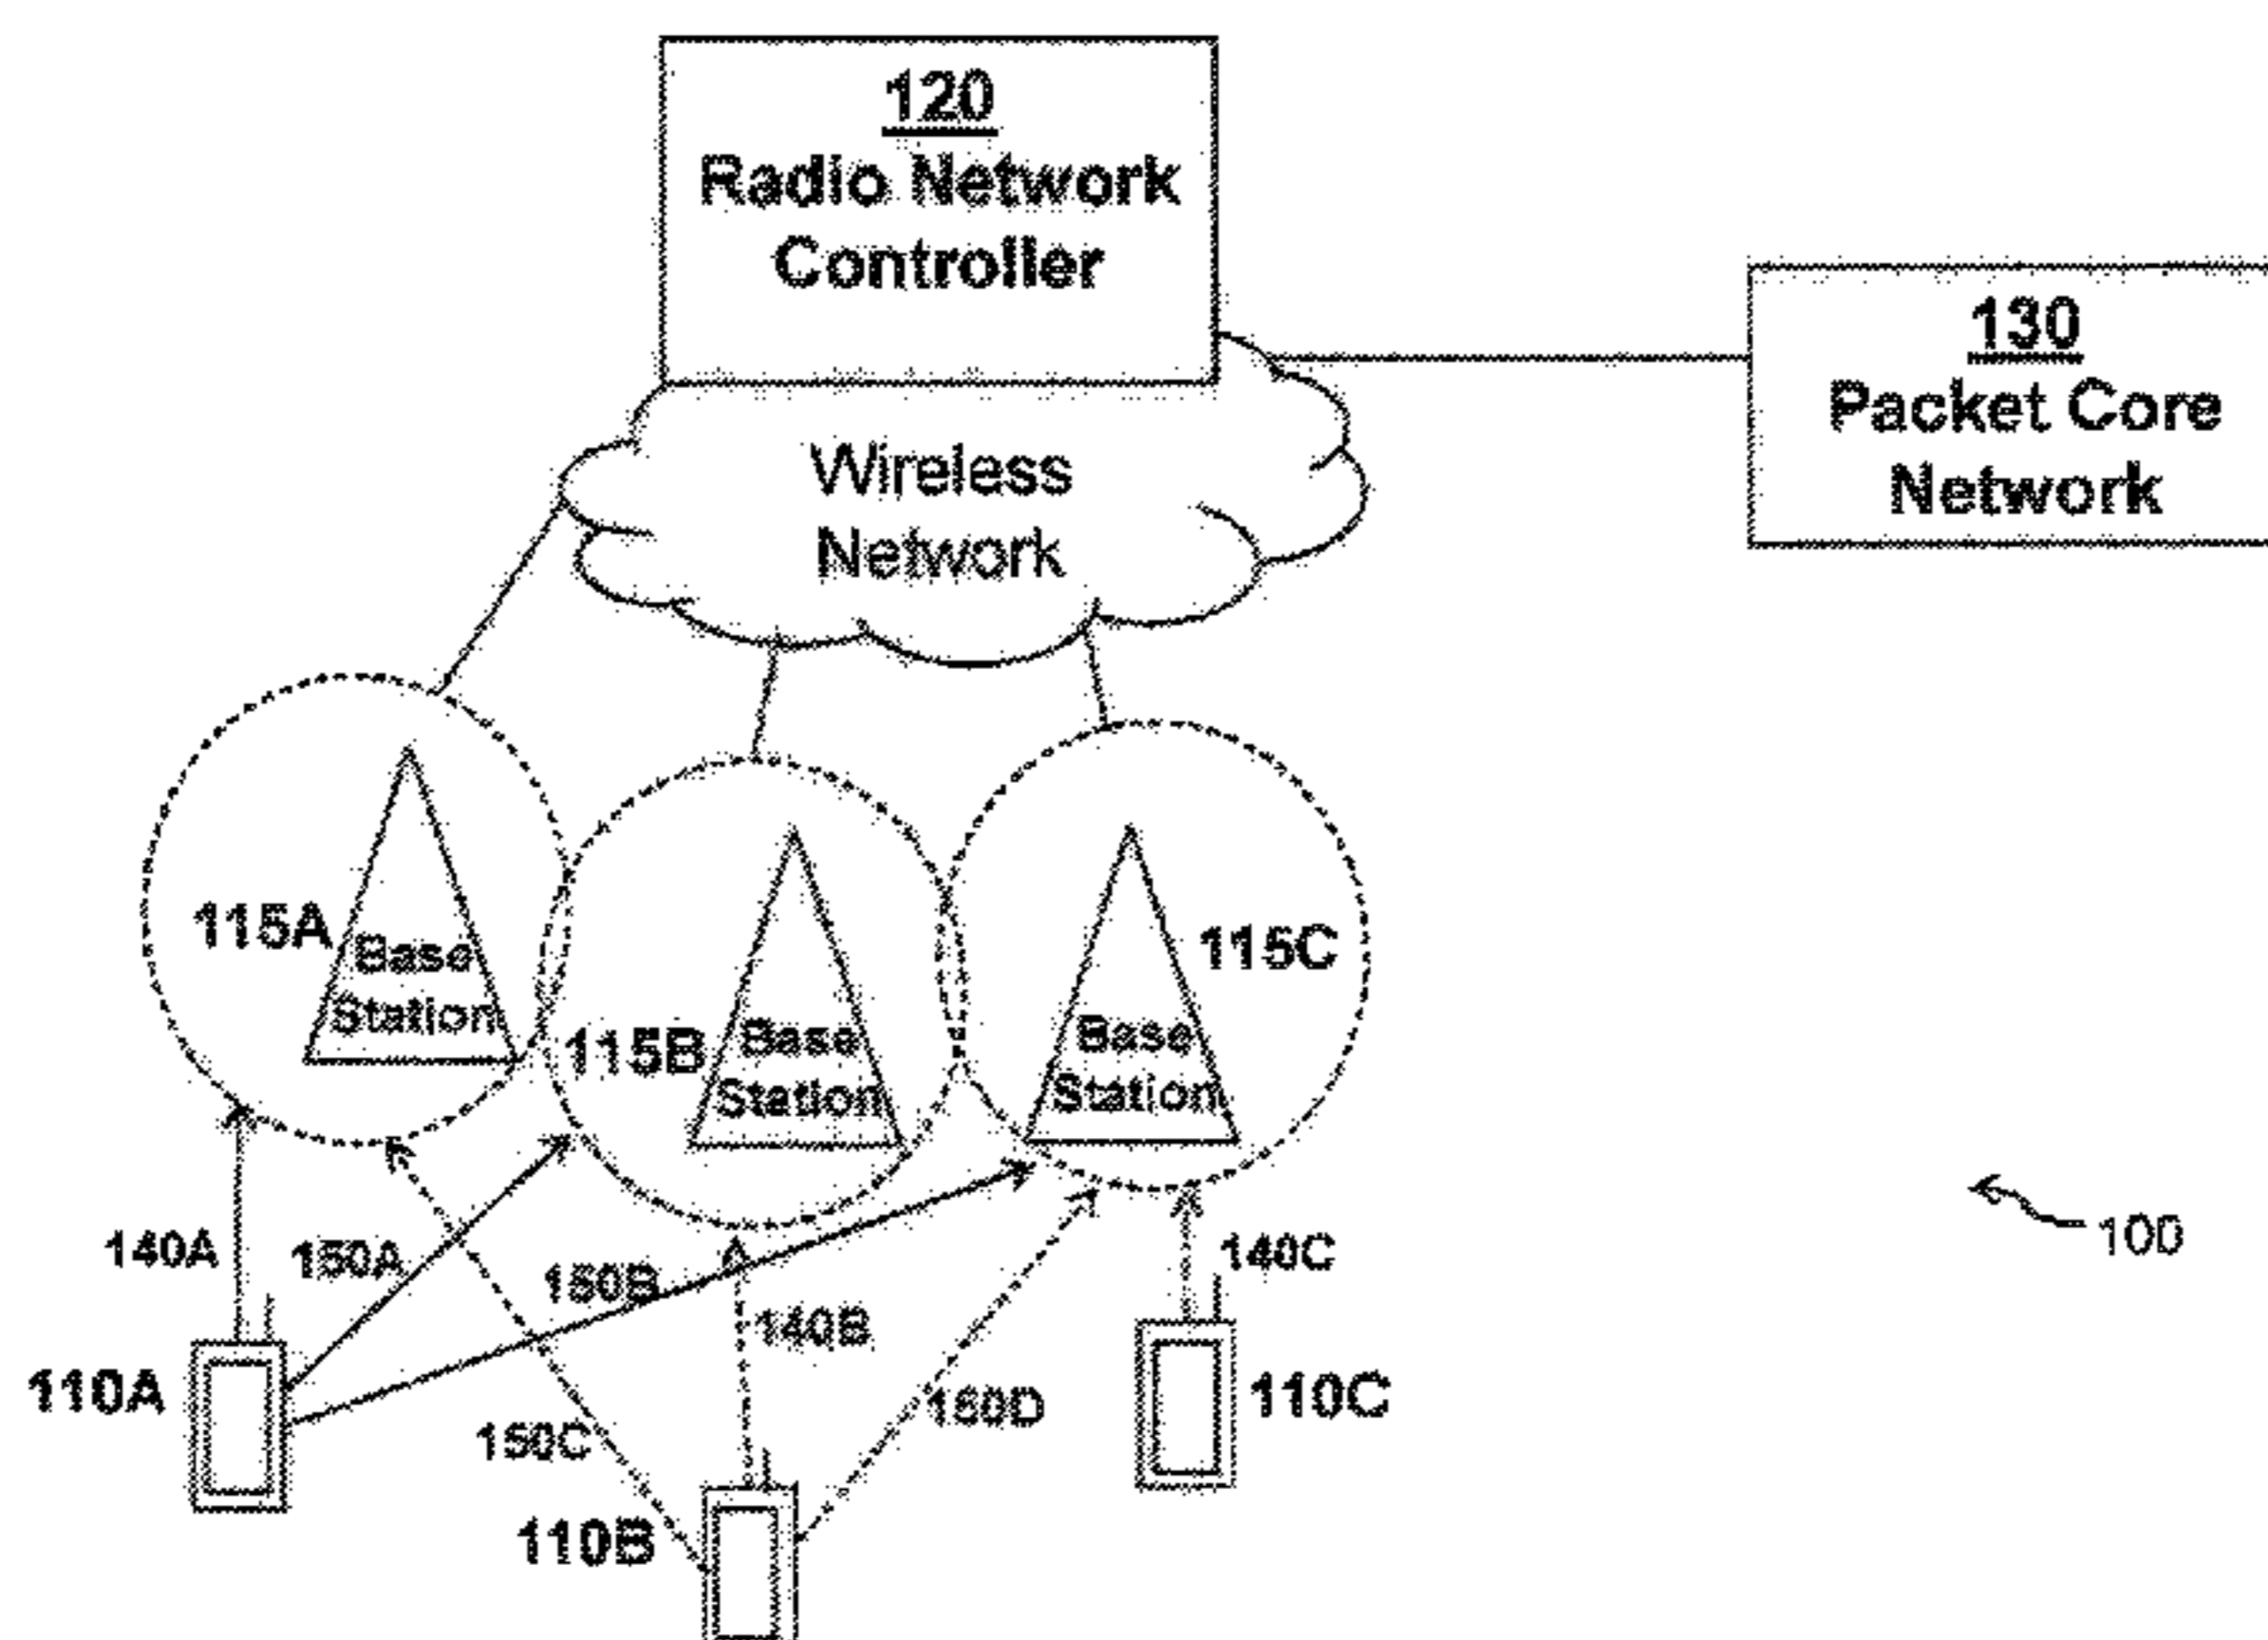 120
Radio Network
Controller
130
Packet Core
Network
Wireless
Network
115A
Base
Station
115B
Base
Station
115C
Base
Station
140A
150A
150B
140B
140C
100
110A
150C
150D
110C
110B